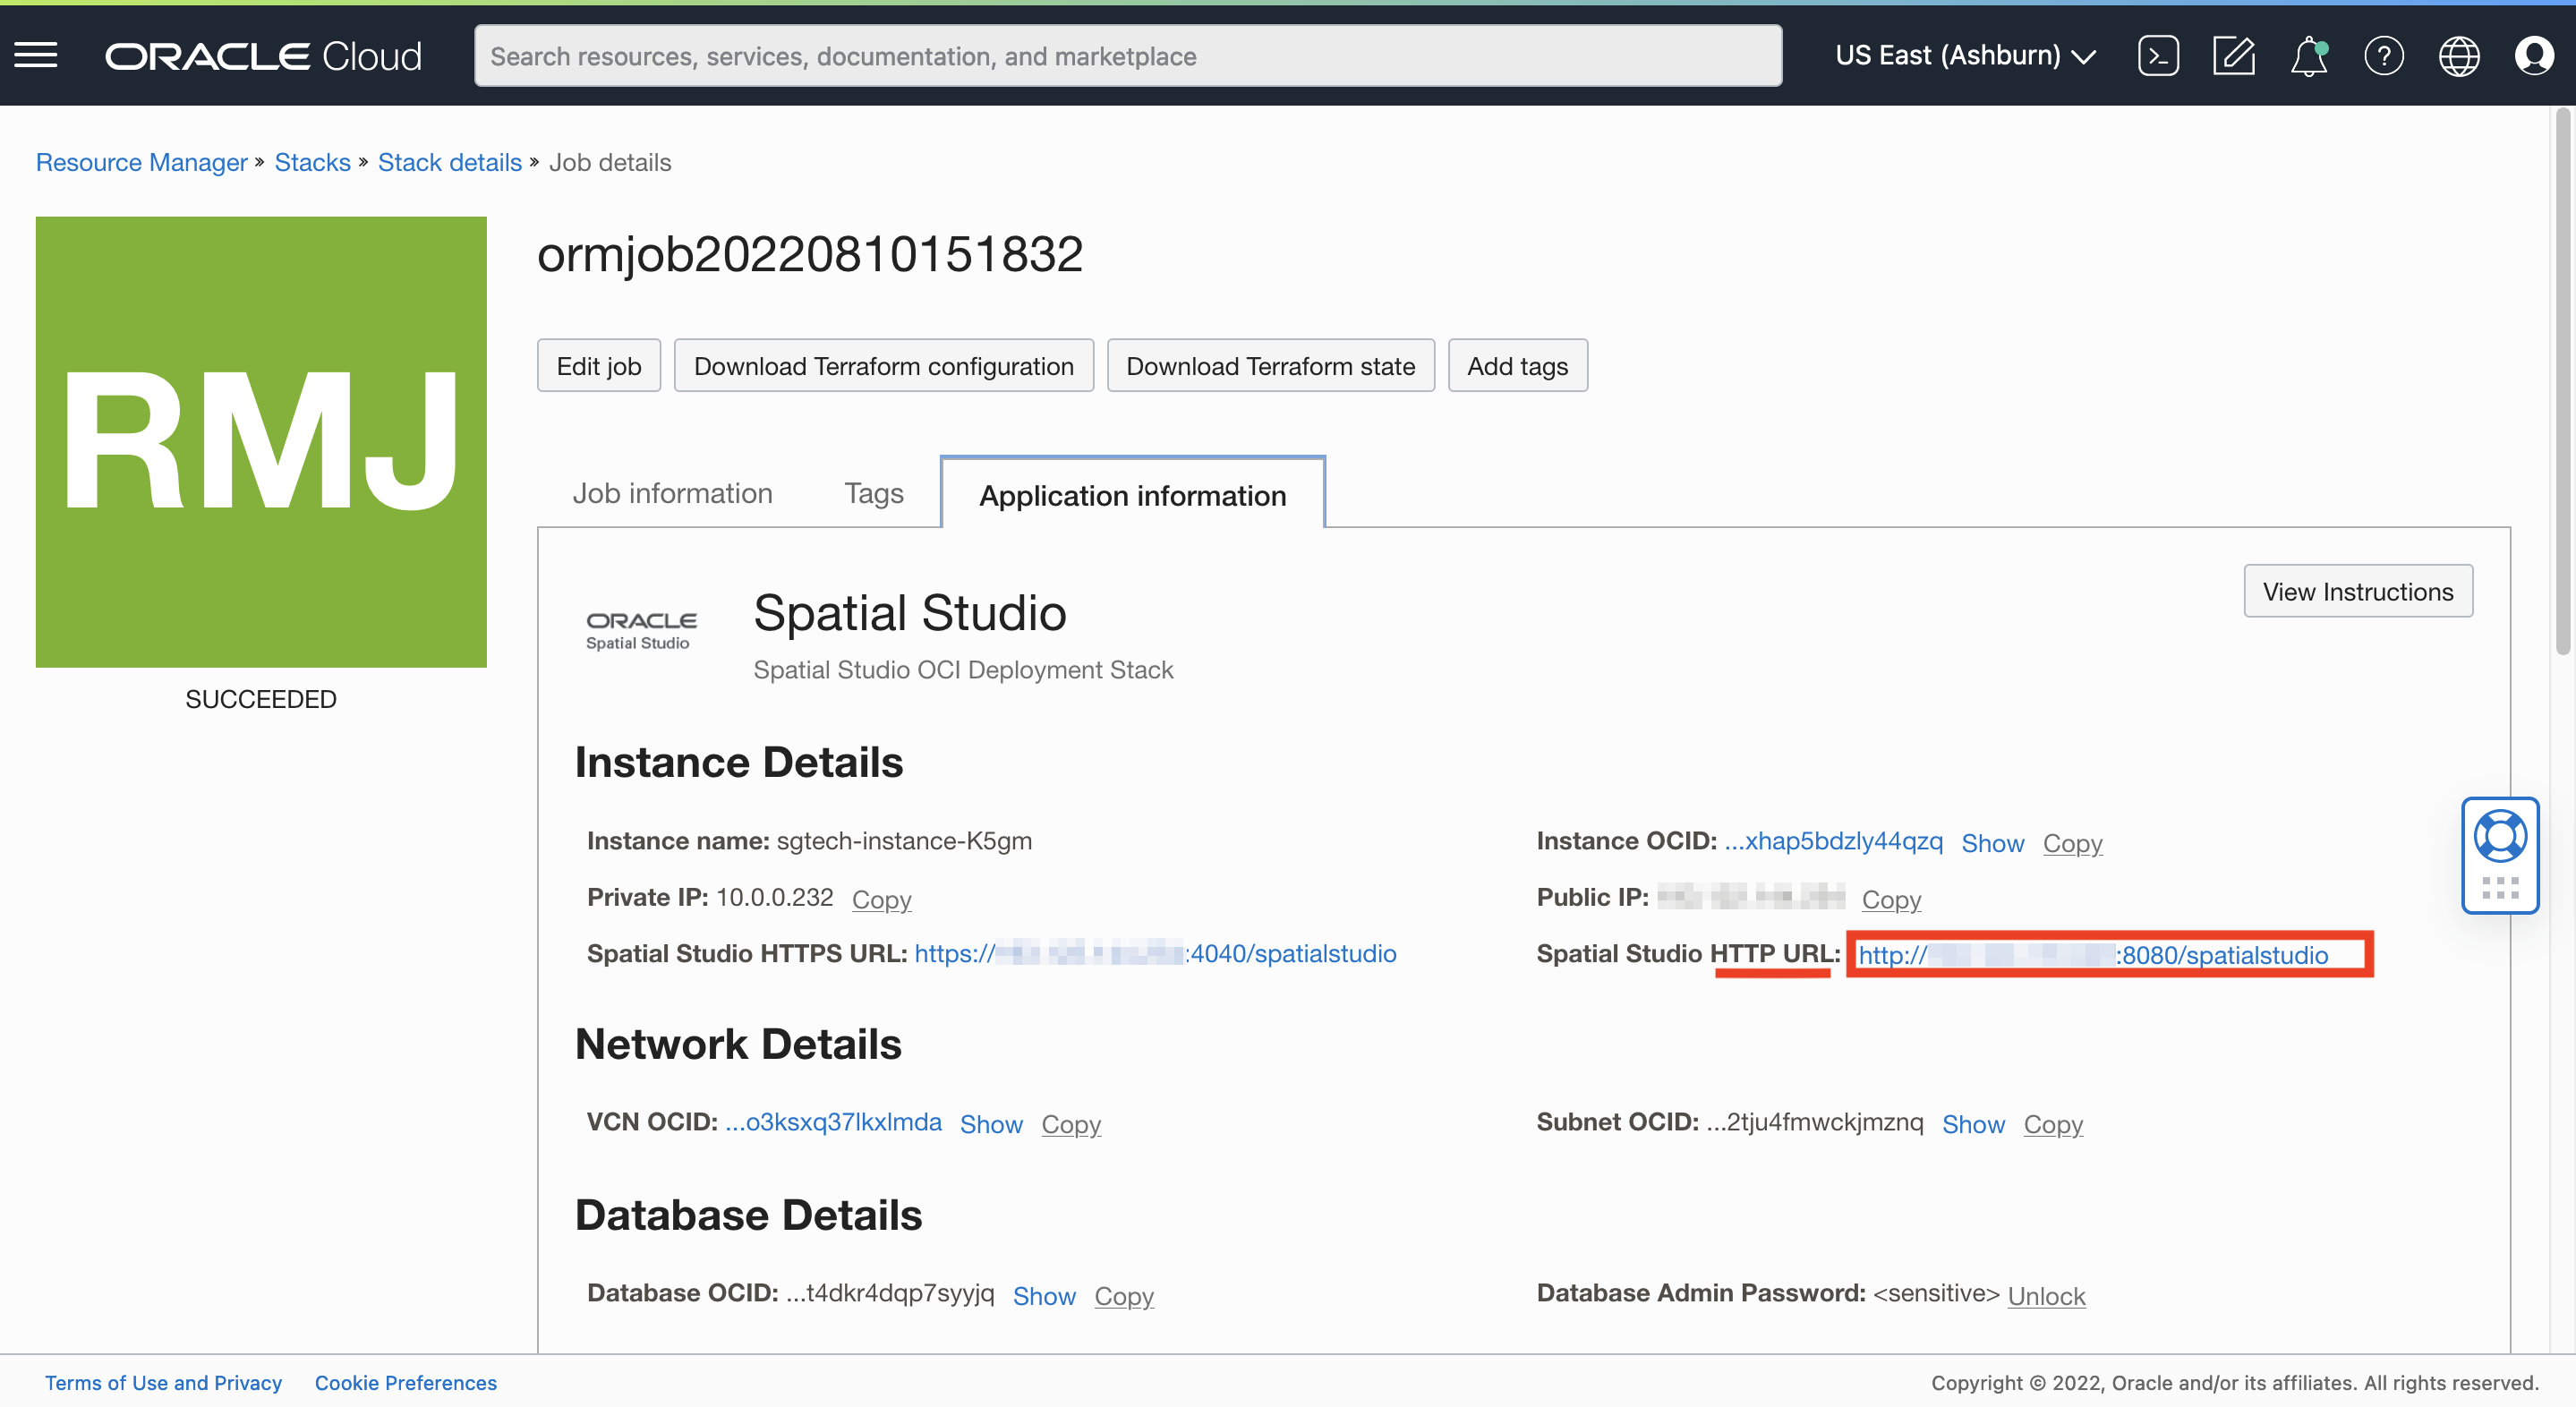 ORACLE Cloud
Search resources, services, documentation, and marketplace
US East (Ashburn)
Resource Manager » Stacks » Stack details » Job details
RMJ
SUCCEEDED
ormjob20220810151832
Edit job
Download Terraform configuration
Download Terraform state
Add tags
Job information
Tags
Application information
ORACLE
Spatial Studio
Spatial Studio
Spatial Studio OCI Deployment Stack
View Instructions
Instance Details
Instance name: sgtech-instance-K5gm
Instance OCID: ...xhap5bdzly44qzq Show Copy
Private IP: 10.0.0.232 Copy
Public IP: Copy
Spatial Studio HTTPS URL: https:// :4040/spatialstudio
Spatial Studio HTTP URL: http:// :8080/spatialstudio
Network Details
VCN OCID: ...o3ksxq37lkxlmda Show Copy
Subnet OCID: ...2tju4fmwckjmznq Show Copy
Database Details
Database OCID: ...t4dkr4dqp7syyjq Show Copy
Database Admin Password: <sensitive> Unlock
Terms of Use and Privacy
Cookie Preferences
Copyright © 2022, Oracle and/or its affiliates. All rights reserved.